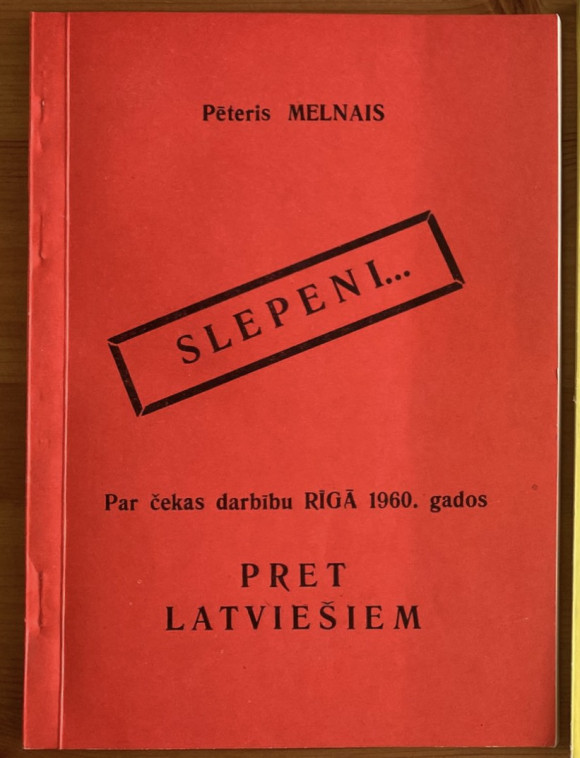 Pēteris MELNAIS
SLEPENI...
Par čekas darbību RĪGĀ 1960. gados
PRET
LATVIEŠIEM